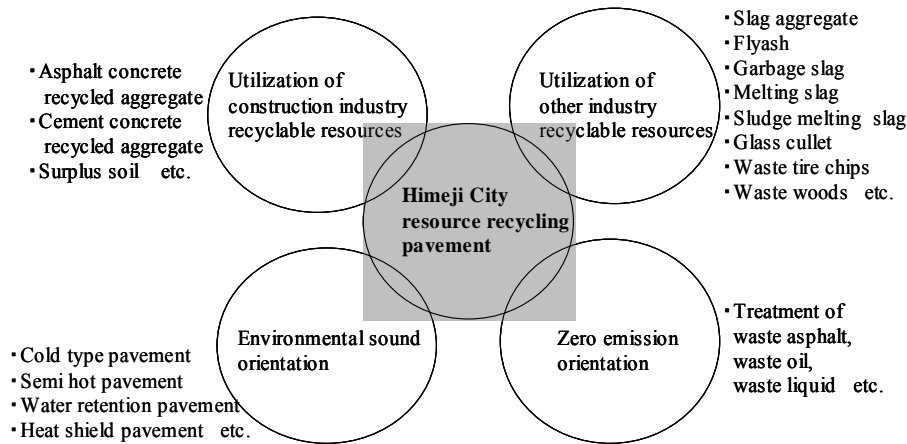 ・Asphalt concrete
recycled aggregate
・Cement concrete
recycled aggregate
・Surplus soil etc.
Utilization of
construction industry
recyclable resources
Utilization of
other industry
recyclable resources
・Slag aggregate
・Flyash
・Garbage slag
・Melting slag
・Sludge melting slag
・Glass cullet
・Waste tire chips
・Waste woods etc.
Himeji City
resource recycling
pavement
Environmental sound
orientation
・Cold type pavement
・Semi hot pavement
・Water retention pavement
・Heat shield pavement etc.
Zero emission
orientation
・Treatment of
waste asphalt,
waste oil,
waste liquid etc.